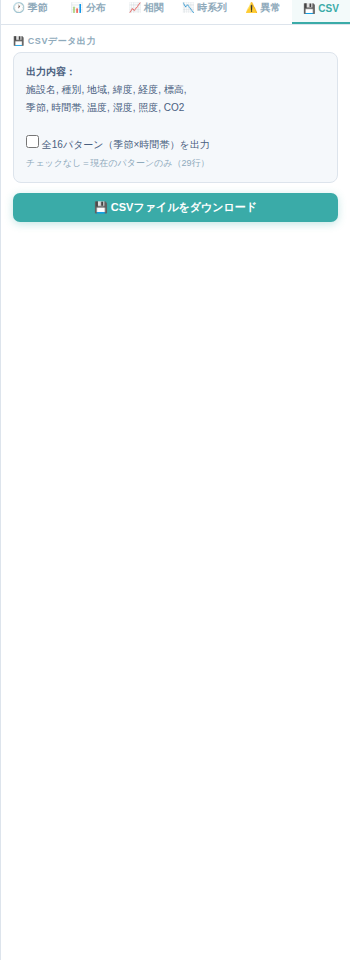 🕐 季節 📊 分布 📈 相関 📉 時系列 ⚠️ 異常 💾 CSV
💾 CSVデータ出力
出力内容：
施設名, 種別, 地域, 緯度, 経度, 標高,
季節, 時間帯, 温度, 湿度, 照度, CO2
全16パターン（季節×時間帯）を出力
チェックなし＝現在のパターンのみ（29行）
💾 CSVファイルをダウンロード